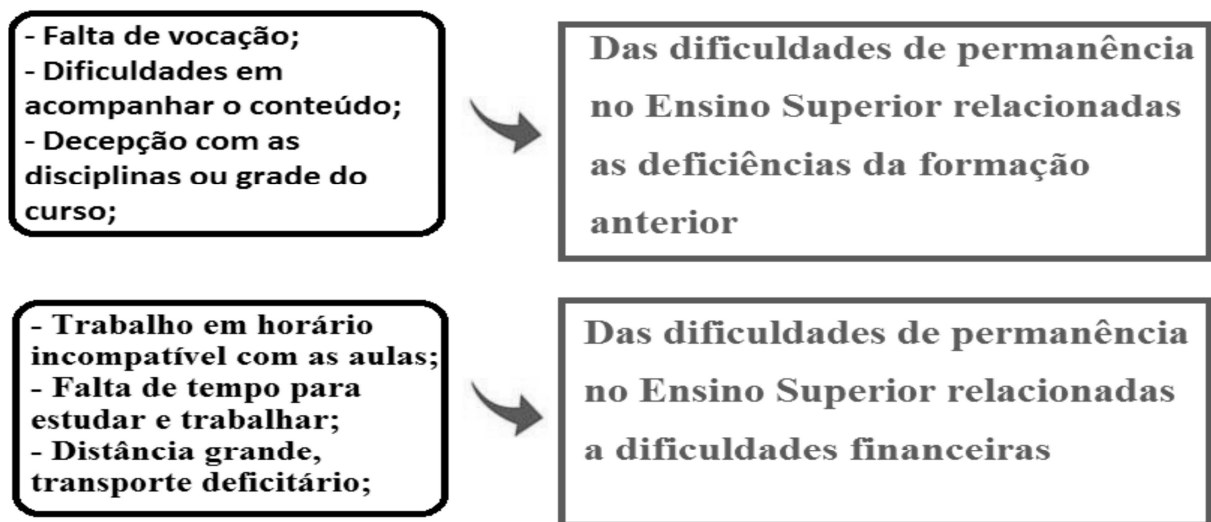 - Falta de vocação;
- Dificuldades em
acompanhar o conteúdo;
- Decepção com as
disciplinas ou grade do
curso;
Das dificuldades de permanência
no Ensino Superior relacionadas
as deficiências da formação
anterior
- Trabalho em horário
incompatível com as aulas;
- Falta de tempo para
estudar e trabalhar;
- Distância grande,
transporte deficitário;
Das dificuldades de permanência
no Ensino Superior relacionadas
a dificuldades financeiras